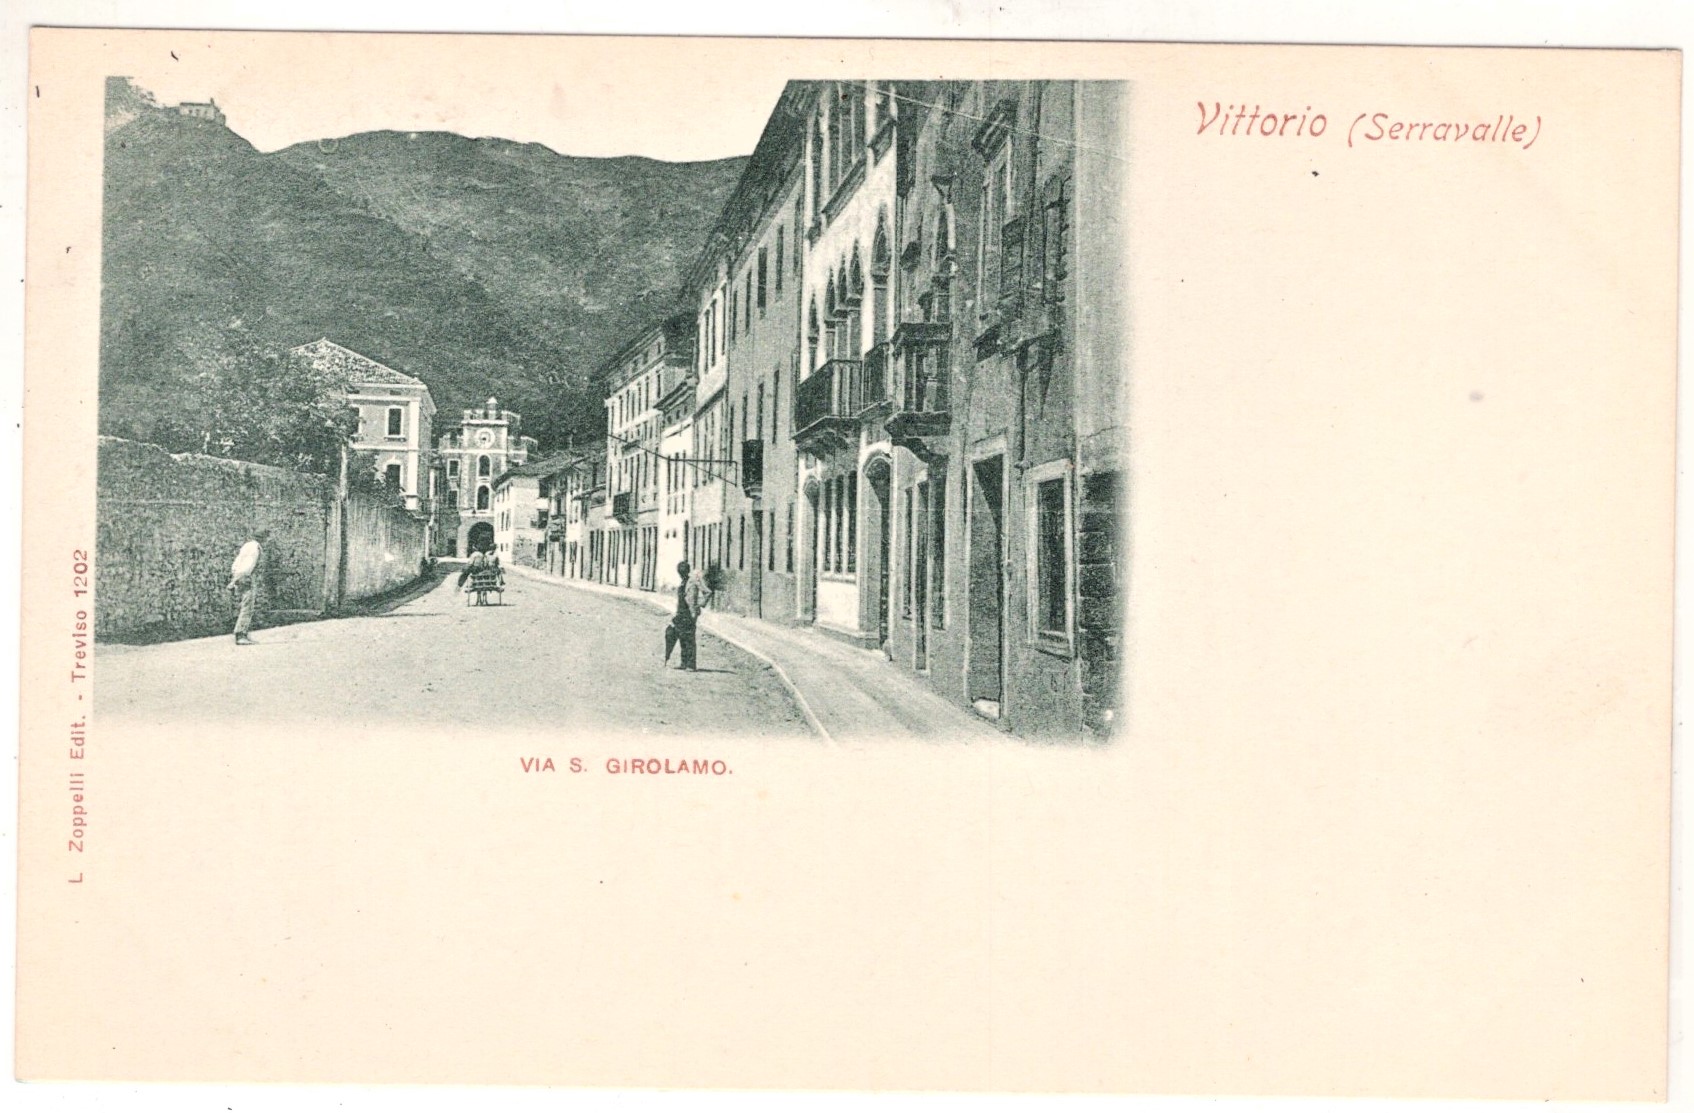 Vittorio (Serravalle)
VIA S. GIROLAMO.
L Zoppelli Edit. - Treviso 1202